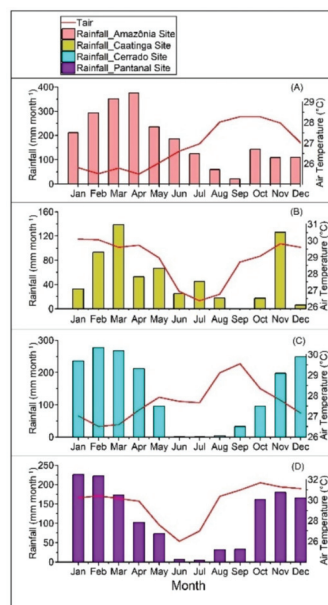 Tair
Rainfall_Amazônia Site
Rainfall_Caatinga Site
Rainfall_Cerrado Site
Rainfall_Pantanal Site
(A)
Rainfall (mm month⁻¹)
400
300
200
100
0
Air Temperature (°C)
29
28
27
26
25
Jan Feb Mar Apr May Jun Jul Aug Sep Oct Nov Dec
(B)
Rainfall (mm month⁻¹)
160
120
80
40
0
Air Temperature (°C)
31
30
29
28
27
26
Jan Feb Mar Apr May Jun Jul Aug Sep Oct Nov Dec
(C)
Rainfall (mm month⁻¹)
300
200
100
0
Air Temperature (°C)
30
29
28
27
26
Jan Feb Mar Apr May Jun Jul Aug Sep Oct Nov Dec
(D)
Rainfall (mm month⁻¹)
250
200
150
100
50
0
Air Temperature (°C)
32
30
28
26
Jan Feb Mar Apr May Jun Jul Aug Sep Oct Nov Dec
Month